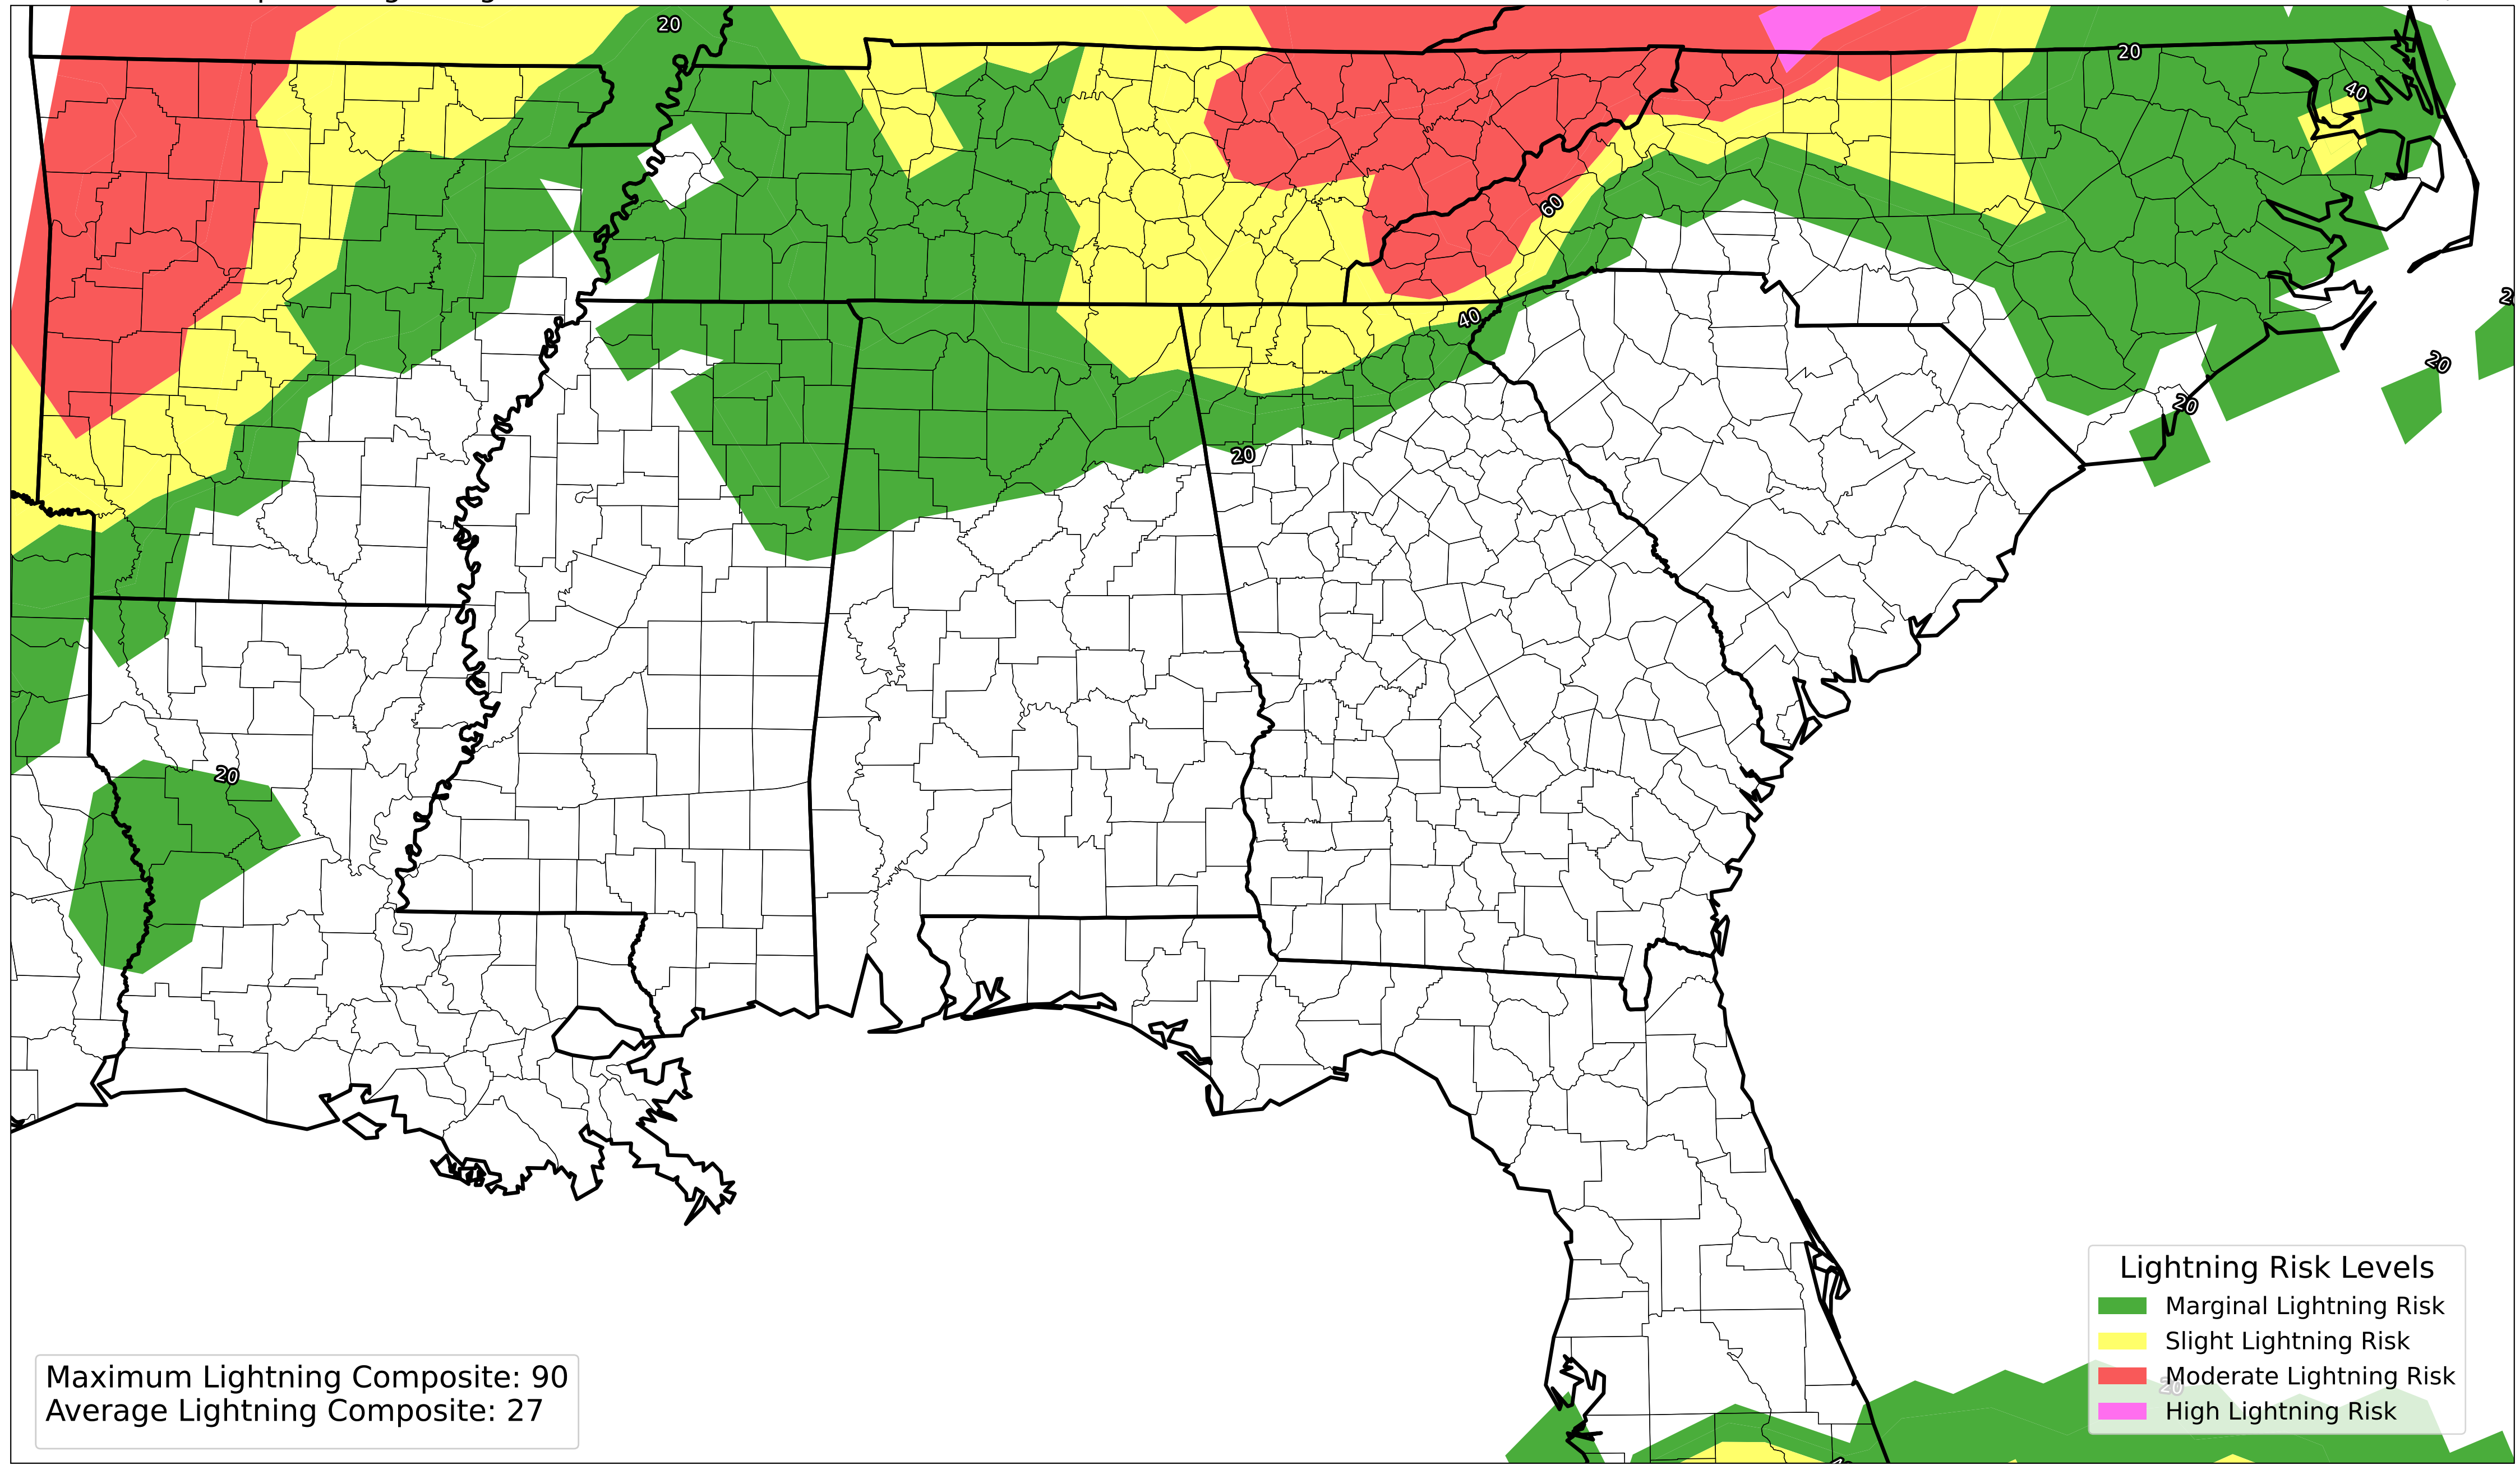 20
20
40
60
40
20
20
20
20
Lightning Risk Levels
Marginal Lightning Risk
Slight Lightning Risk
Moderate Lightning Risk
20
High Lightning Risk
Maximum Lightning Composite: 90
Average Lightning Composite: 27